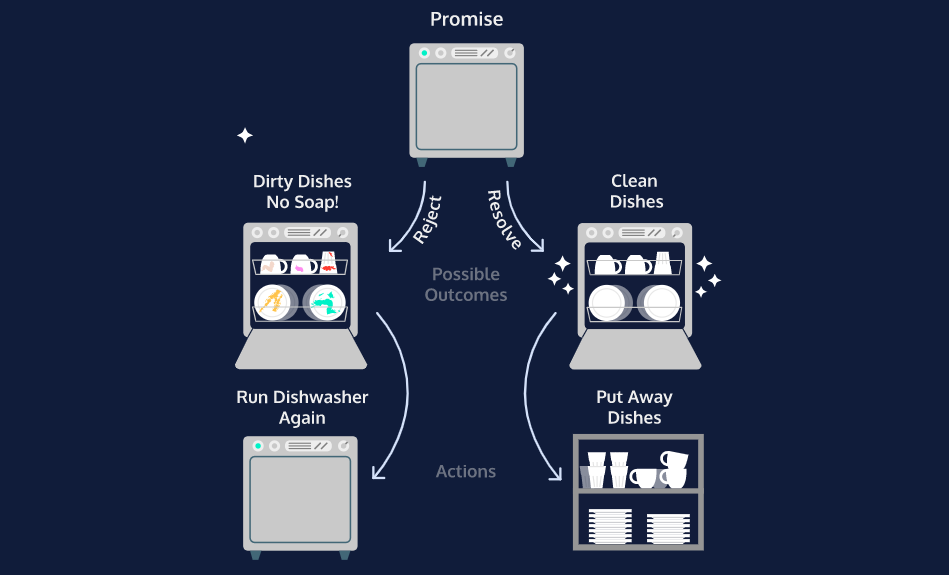 Promise
Dirty Dishes
No Soap!
Clean
Dishes
Reject
Resolve
Possible
Outcomes
Run Dishwasher
Again
Put Away
Dishes
Actions